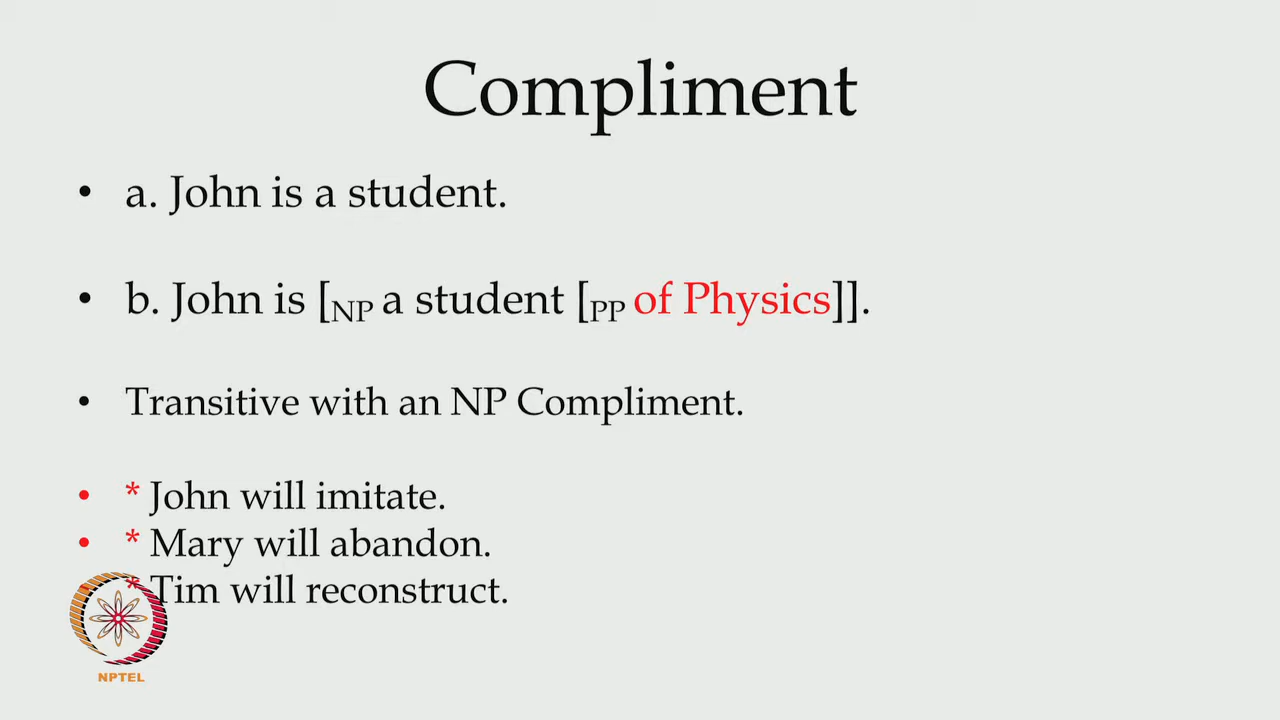 Compliment
• a. John is a student.
• b. John is [NP a student [PP of Physics]].
• Transitive with an NP Compliment.
• * John will imitate.
• * Mary will abandon.
* Tim will reconstruct.
NPTEL